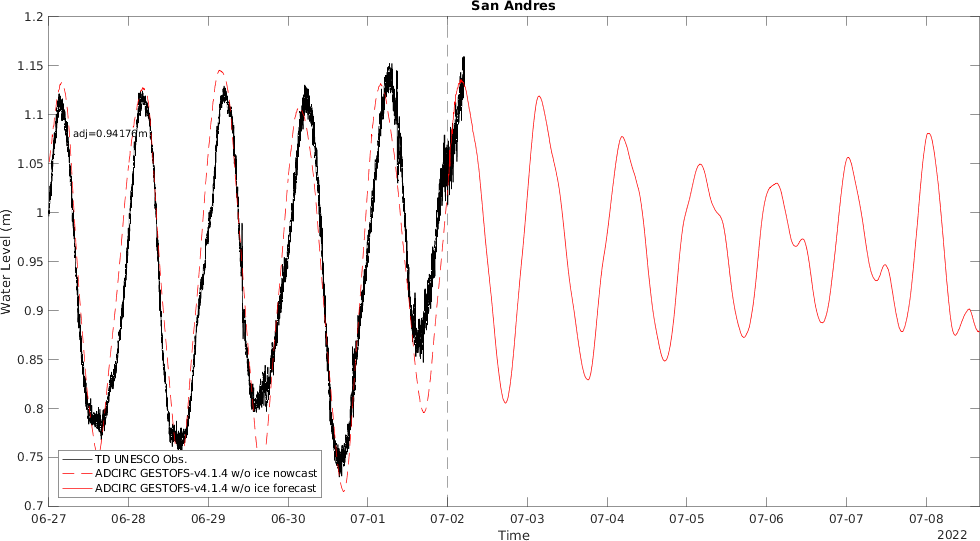 San Andres
1.2
1.15
1.1
1.05
1
0.95
0.9
0.85
0.8
0.75
0.7
Water Level (m)
adj=0.94176m
TD UNESCO Obs.
ADCIRC GESTOFS-v4.1.4 w/o ice nowcast
ADCIRC GESTOFS-v4.1.4 w/o ice forecast
06-27 06-28 06-29 06-30 07-01 07-02 07-03 07-04 07-05 07-06 07-07 07-08
Time
2022